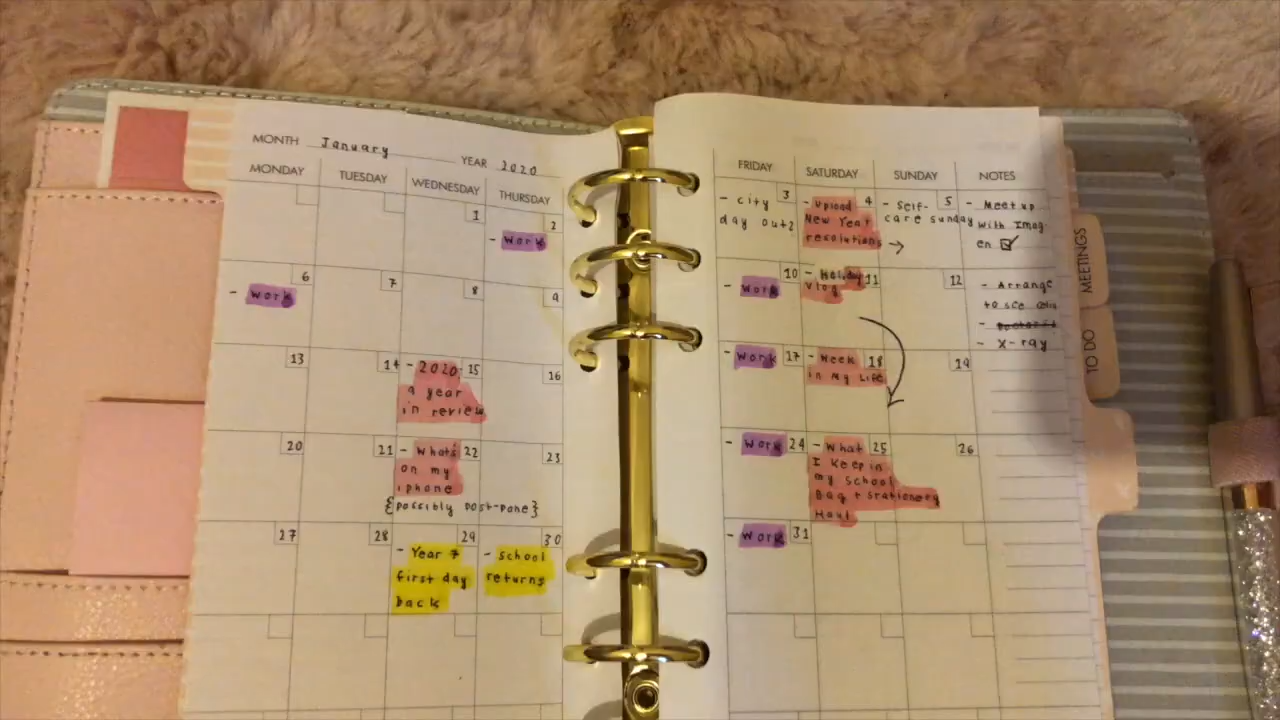 MONTH January YEAR 2020
MONDAY TUESDAY WEDNESDAY THURSDAY
1 2
- Work
6 7 8 9
- Work
13 14 15 16
- 2020
a year
in review
20 21 22 23
- What's
on my
iphone
{possibly post-pone}
27 28 29 30
- Year 7
first day
back
- School
returns
FRIDAY SATURDAY SUNDAY NOTES
3 4 5
- city
day out
- upload
New Year
resolutions
- Self-
care sunday
- Meet up
with Imog-
en
10 11 12
- Work
- Holiday
Vlog
- Arrange
to see
- X-ray
17 18 19
- Work
- Week
in My Life
24 25 26
- Work
- What
I keep in
my school
Bag + stationery
Haul
31
- Work
MEETINGS
TO DO